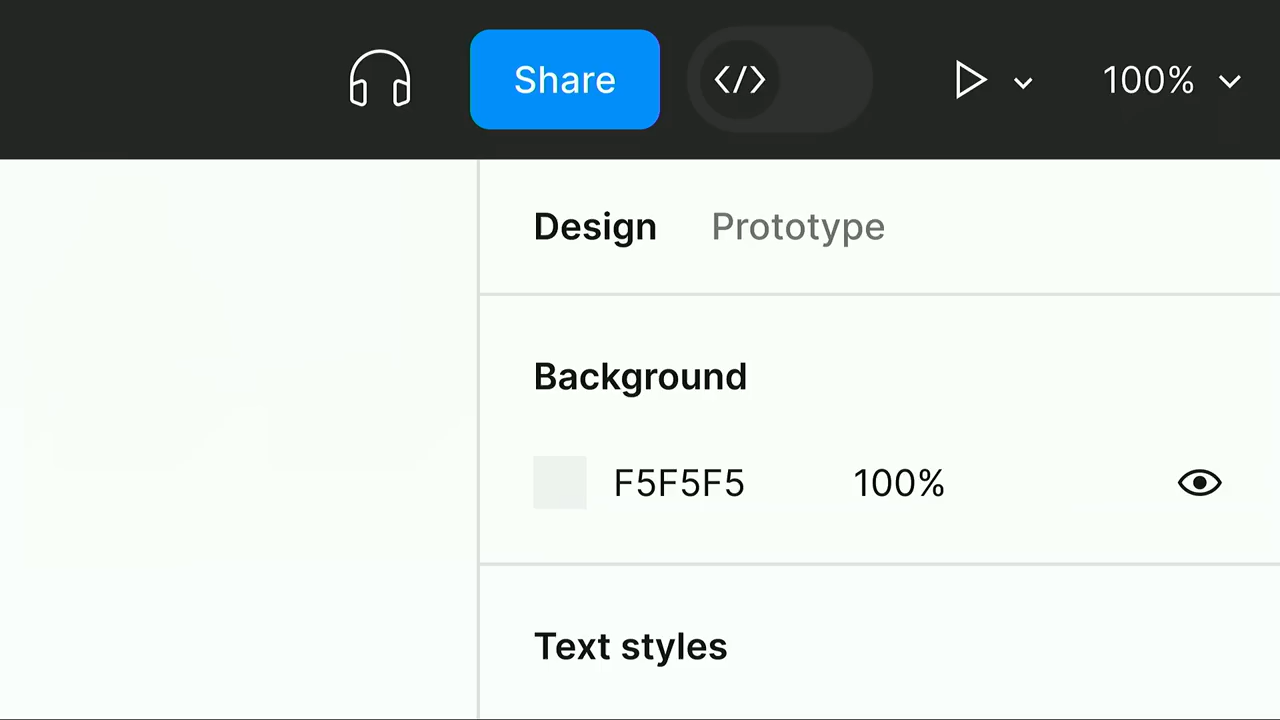 Share 100%
Design Prototype
Background
F5F5F5 100%
Text styles